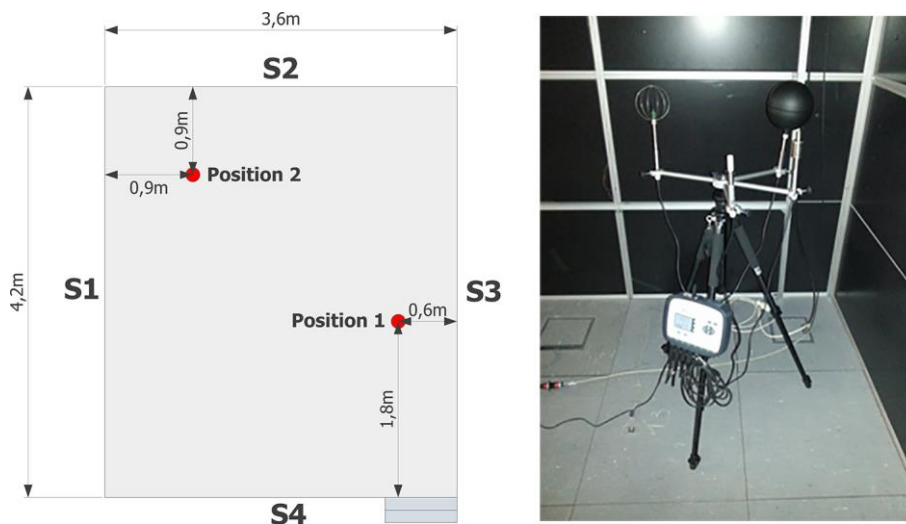 3,6m
S2
0,9m
Position 2
0,9m
4,2m
S1
S3
Position 1
0,6m
1,8m
S4